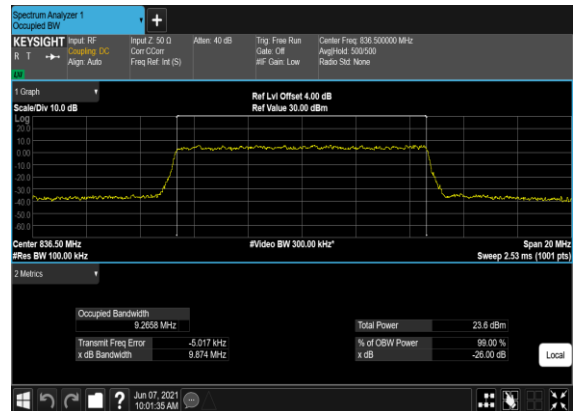 Spectrum Analyzer 1
Occupied BW
+
KEYSIGHT Input: RF Input Z: 50 Ω Atten: 40 dB Trig: Free Run Center Freq: 836.500000 MHz
R T Coupling: DC Corr CCorr Gate: Off Avg|Hold: 500/500
Align: Auto Freq Ref: Int (S) #IF Gain: Low Radio Std: None
1 Graph Ref Lvl Offset 4.00 dB
Scale/Div 10.0 dB Ref Value 30.00 dBm
Log
20.0
10.0
0.00
-10.0
-20.0
-30.0
-40.0
-50.0
-60.0
Center 836.50 MHz #Video BW 300.00 kHz* Span 20 MHz
#Res BW 100.00 kHz Sweep 2.53 ms (1001 pts)
2 Metrics
Occupied Bandwidth
9.2658 MHz Total Power 23.6 dBm
Transmit Freq Error -5.017 kHz % of OBW Power 99.00 %
x dB Bandwidth 9.874 MHz x dB -26.00 dB
Local
? Jun 07, 2021
10:01:35 AM